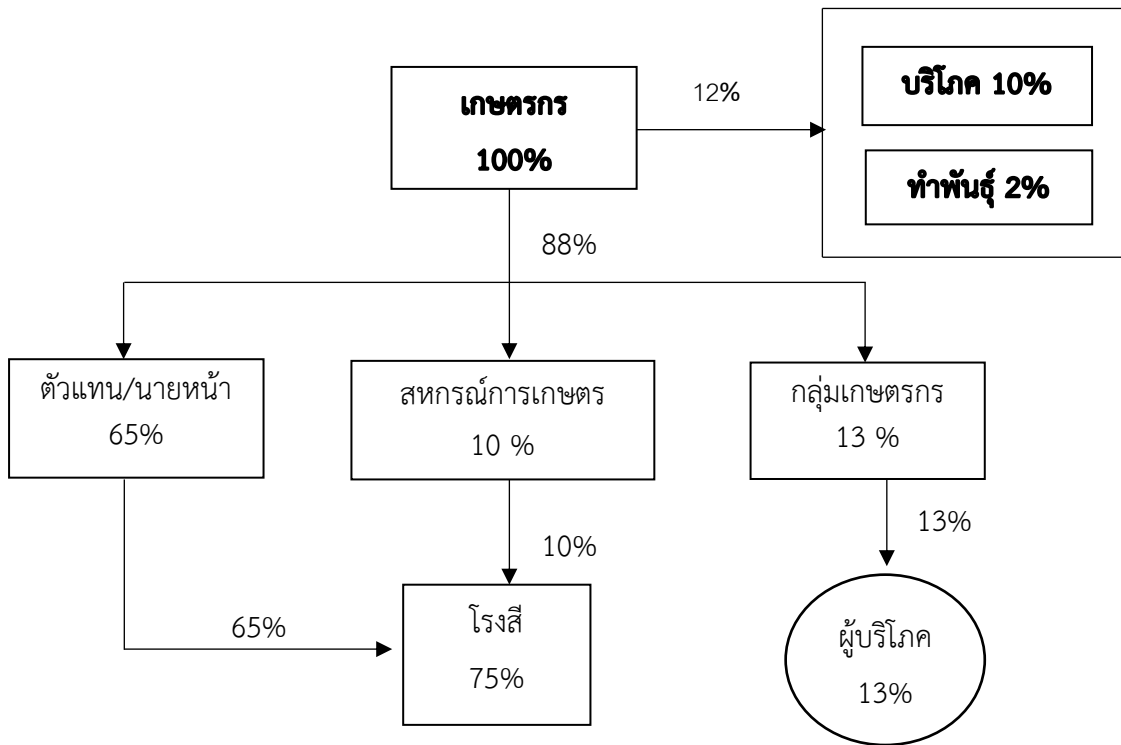 เกษตรกร
100%
12%
บริโภค 10%
ทำพันธุ์ 2%
88%
ตัวแทน/นายหน้า
65%
สหกรณ์การเกษตร
10 %
กลุ่มเกษตรกร
13 %
65%
10%
13%
โรงสี
75%
ผู้บริโภค
13%